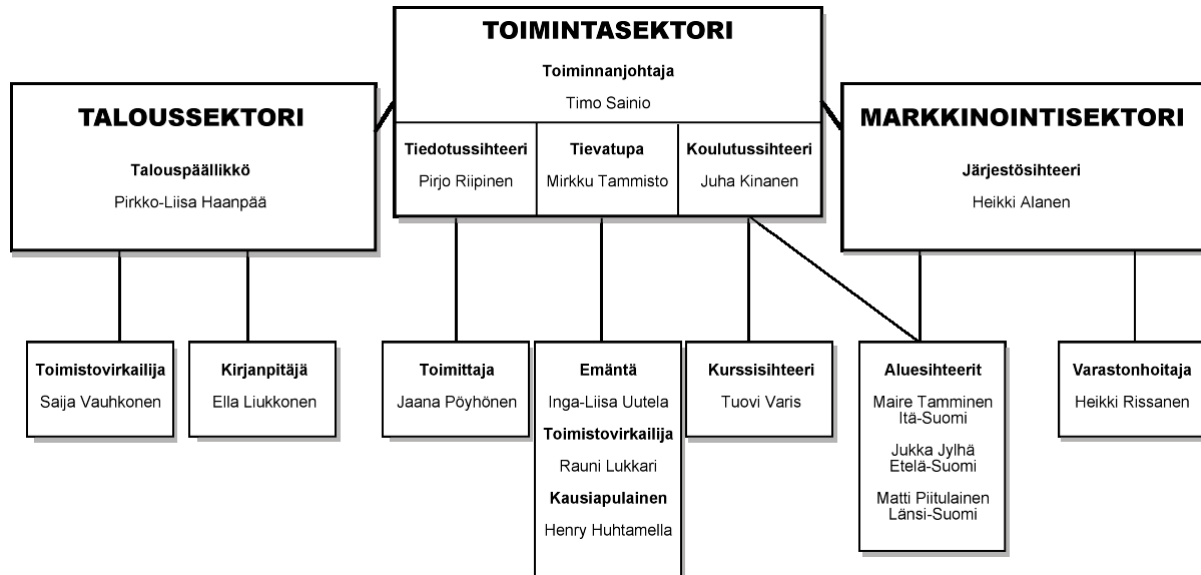 TOIMINTASEKTORI
Toiminnanjohtaja
Timo Sainio
Tiedotussihteeri
Pirjo Riipinen
Tievatupa
Mirkku Tammisto
Koulutussihteeri
Juha Kinanen
TALOUSSEKTORI
Talouspäällikkö
Pirkko-Liisa Haanpää
MARKKINOINTISEKTORI
Järjestösihteeri
Heikki Alanen
Toimistovirkailija
Saija Vauhkonen
Kirjanpitäjä
Ella Liukkonen
Toimittaja
Jaana Pöyhönen
Emäntä
Inga-Liisa Uutela
Toimistovirkailija
Rauni Lukkari
Kausiapulainen
Henry Huhtamella
Kurssisihteeri
Tuovi Varis
Aluesihteerit
Maire Tamminen
Itä-Suomi
Jukka Jylhä
Etelä-Suomi
Matti Piitulainen
Länsi-Suomi
Varastonhoitaja
Heikki Rissanen